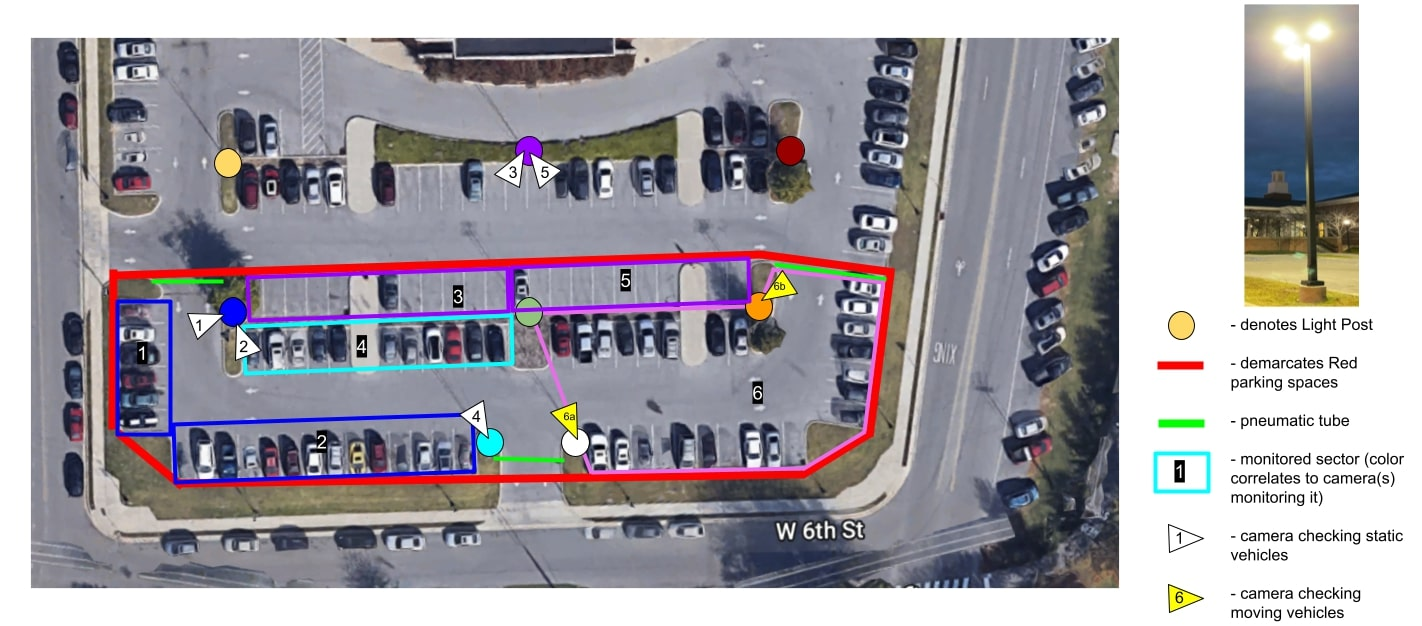 3
5
5
3
6b
1
2
1
4
6
XING
4
6a
2
W 6th St
- denotes Light Post
- demarcates Red
parking spaces
- pneumatic tube
1
- monitored sector (color
correlates to camera(s)
monitoring it)
1
- camera checking static
vehicles
6
- camera checking
moving vehicles